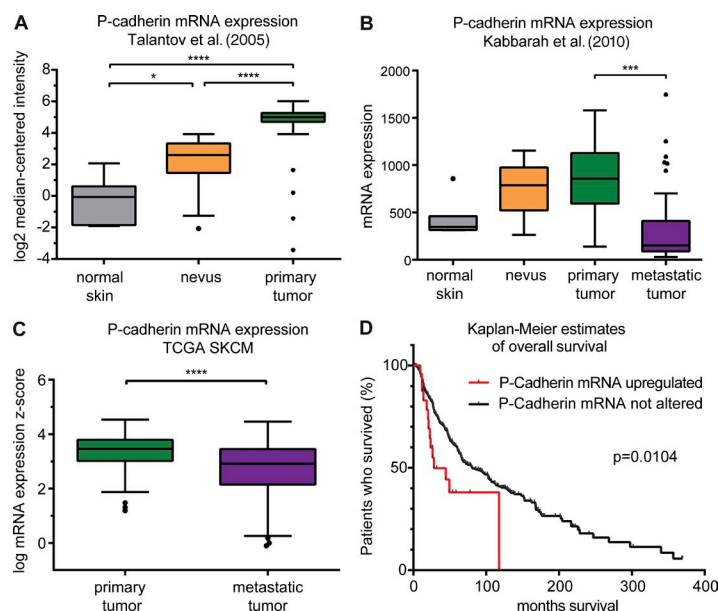 A
P-cadherin mRNA expression
Talantov et al. (2005)
****
*
****
log2 median-centered intensity
8
6
4
2
0
-2
-4
normal
skin
nevus
primary
tumor
B
P-cadherin mRNA expression
Kabbarah et al. (2010)
***
mRNA expression
2000
1500
1000
500
0
normal
skin
nevus
primary
tumor
metastatic
tumor
C
P-cadherin mRNA expression
TCGA SKCM
****
log mRNA expression z-score
6
4
2
0
primary
tumor
metastatic
tumor
D
Kaplan-Meier estimates
of overall survival
P-Cadherin mRNA upregulated
P-Cadherin mRNA not altered
p=0.0104
Patients who survived (%)
100
50
0
0
100
200
300
400
months survival